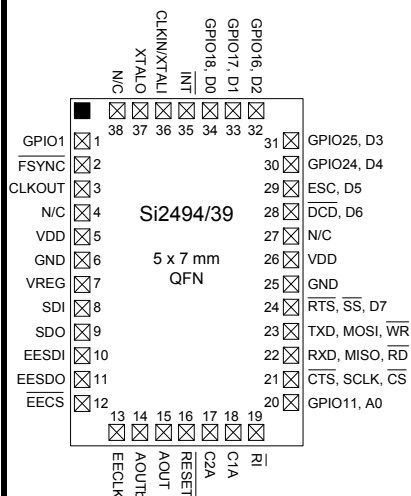 N/C
XTALO
CLKIN/XTALI
INT
GPIO18, D0
GPIO17, D1
GPIO16, D2
38 37 36 35 34 33 32
GPIO1 1
FSYNC 2
CLKOUT 3
N/C 4
VDD 5
GND 6
VREG 7
SDI 8
SDO 9
EESDI 10
EESDO 11
EECS 12
Si2494/39
5 x 7 mm
QFN
31 GPIO25, D3
30 GPIO24, D4
29 ESC, D5
28 DCD, D6
27 N/C
26 VDD
25 GND
24 RTS, SS, D7
23 TXD, MOSI, WR
22 RXD, MISO, RD
21 CTS, SCLK, CS
20 GPIO11, A0
13 14 15 16 17 18 19
EECLK
AOUTb
AOUT
RESET
C2A
C1A
RI